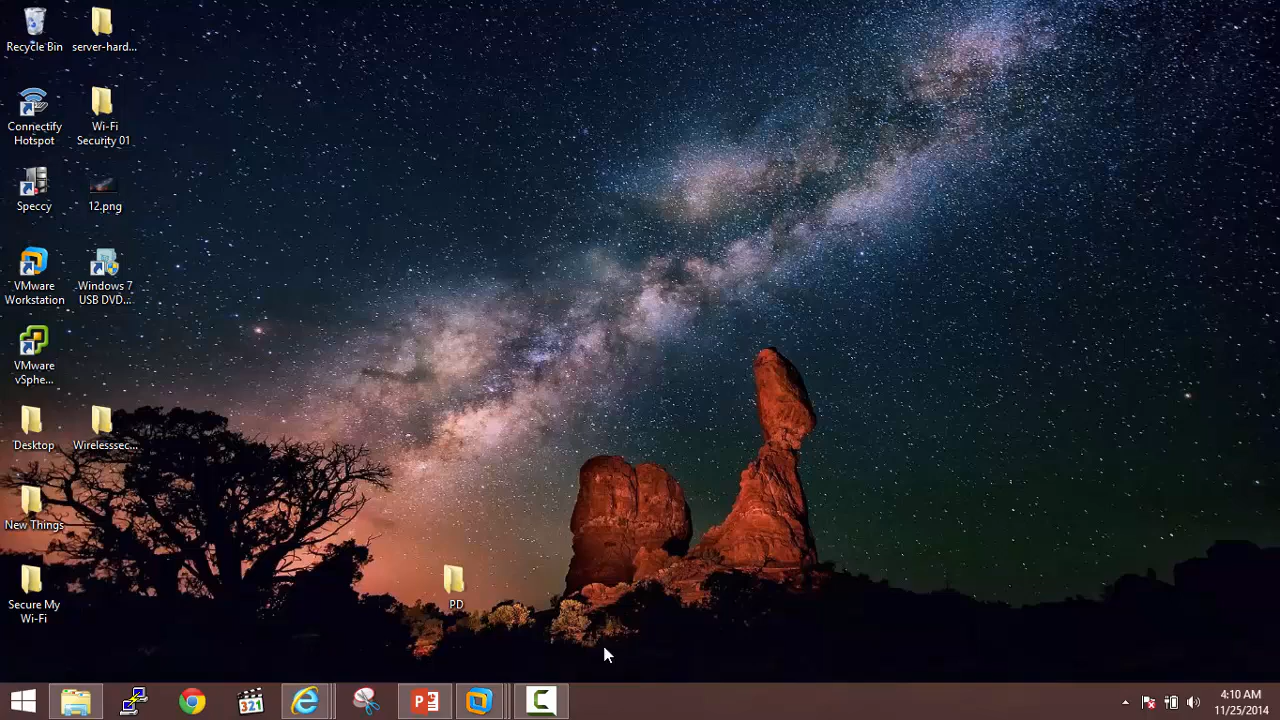 Recycle Bin
server-hard...
Connectify
Hotspot
Wi-Fi
Security 01
Speccy
12.png
VMware
Workstation
Windows 7
USB DVD...
VMware
vSphe...
Desktop
Wirelesssec...
New Things
Secure My
Wi-Fi
PD
321
4:10 AM
11/25/2014